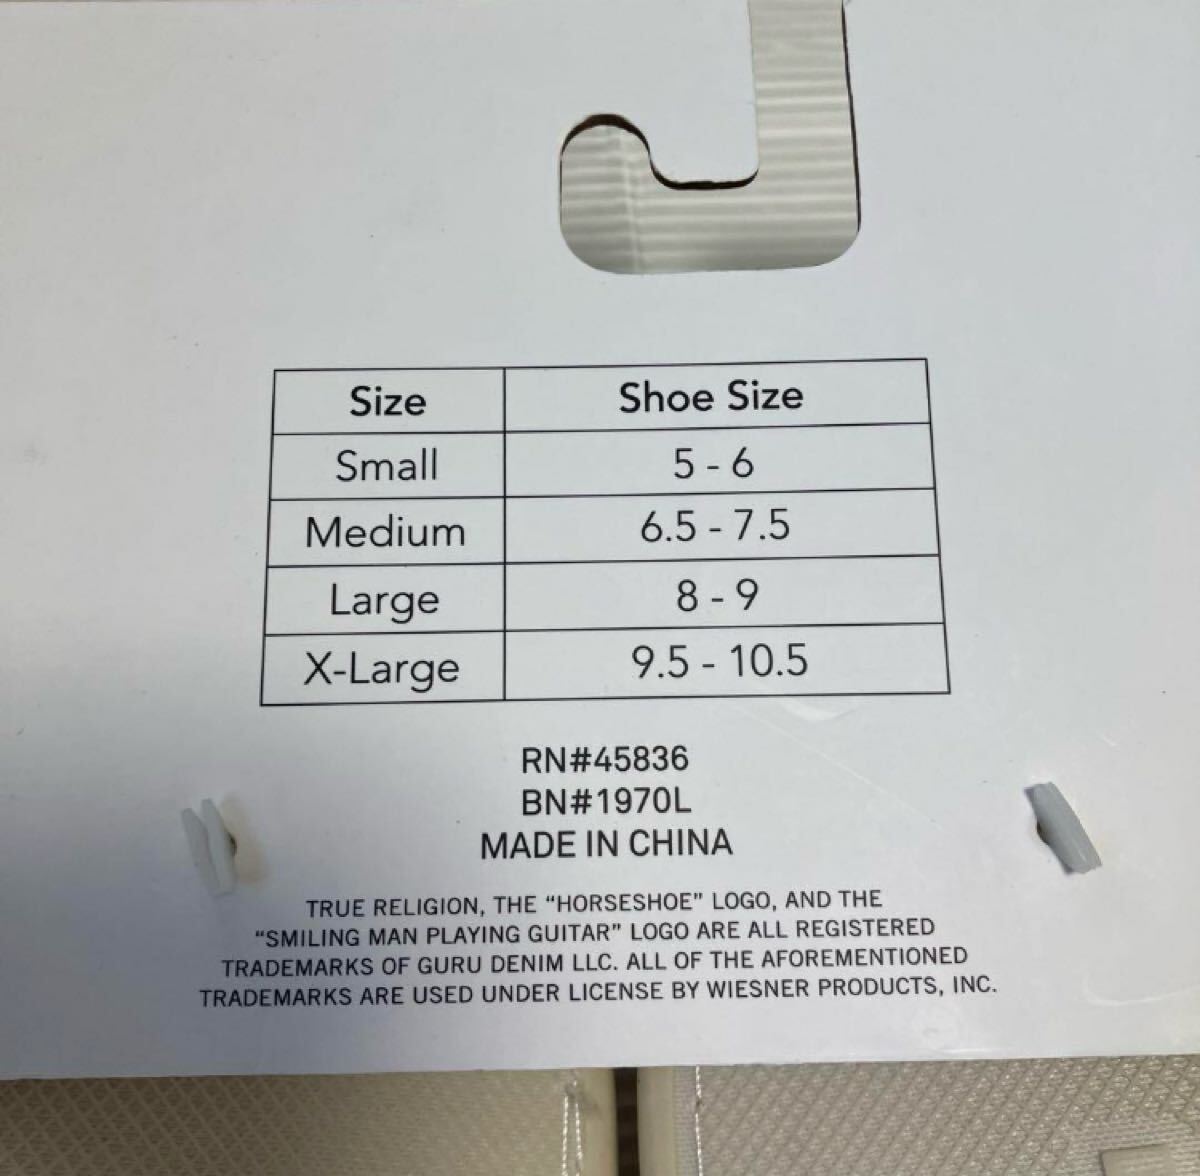 Size Shoe Size
Small 5 - 6
Medium 6.5 - 7.5
Large 8 - 9
X-Large 9.5 - 10.5
RN#45836
BN#1970L
MADE IN CHINA
TRUE RELIGION, THE “HORSESHOE” LOGO, AND THE
“SMILING MAN PLAYING GUITAR” LOGO ARE ALL REGISTERED
TRADEMARKS OF GURU DENIM LLC. ALL OF THE AFOREMENTIONED
TRADEMARKS ARE USED UNDER LICENSE BY WIESNER PRODUCTS, INC.